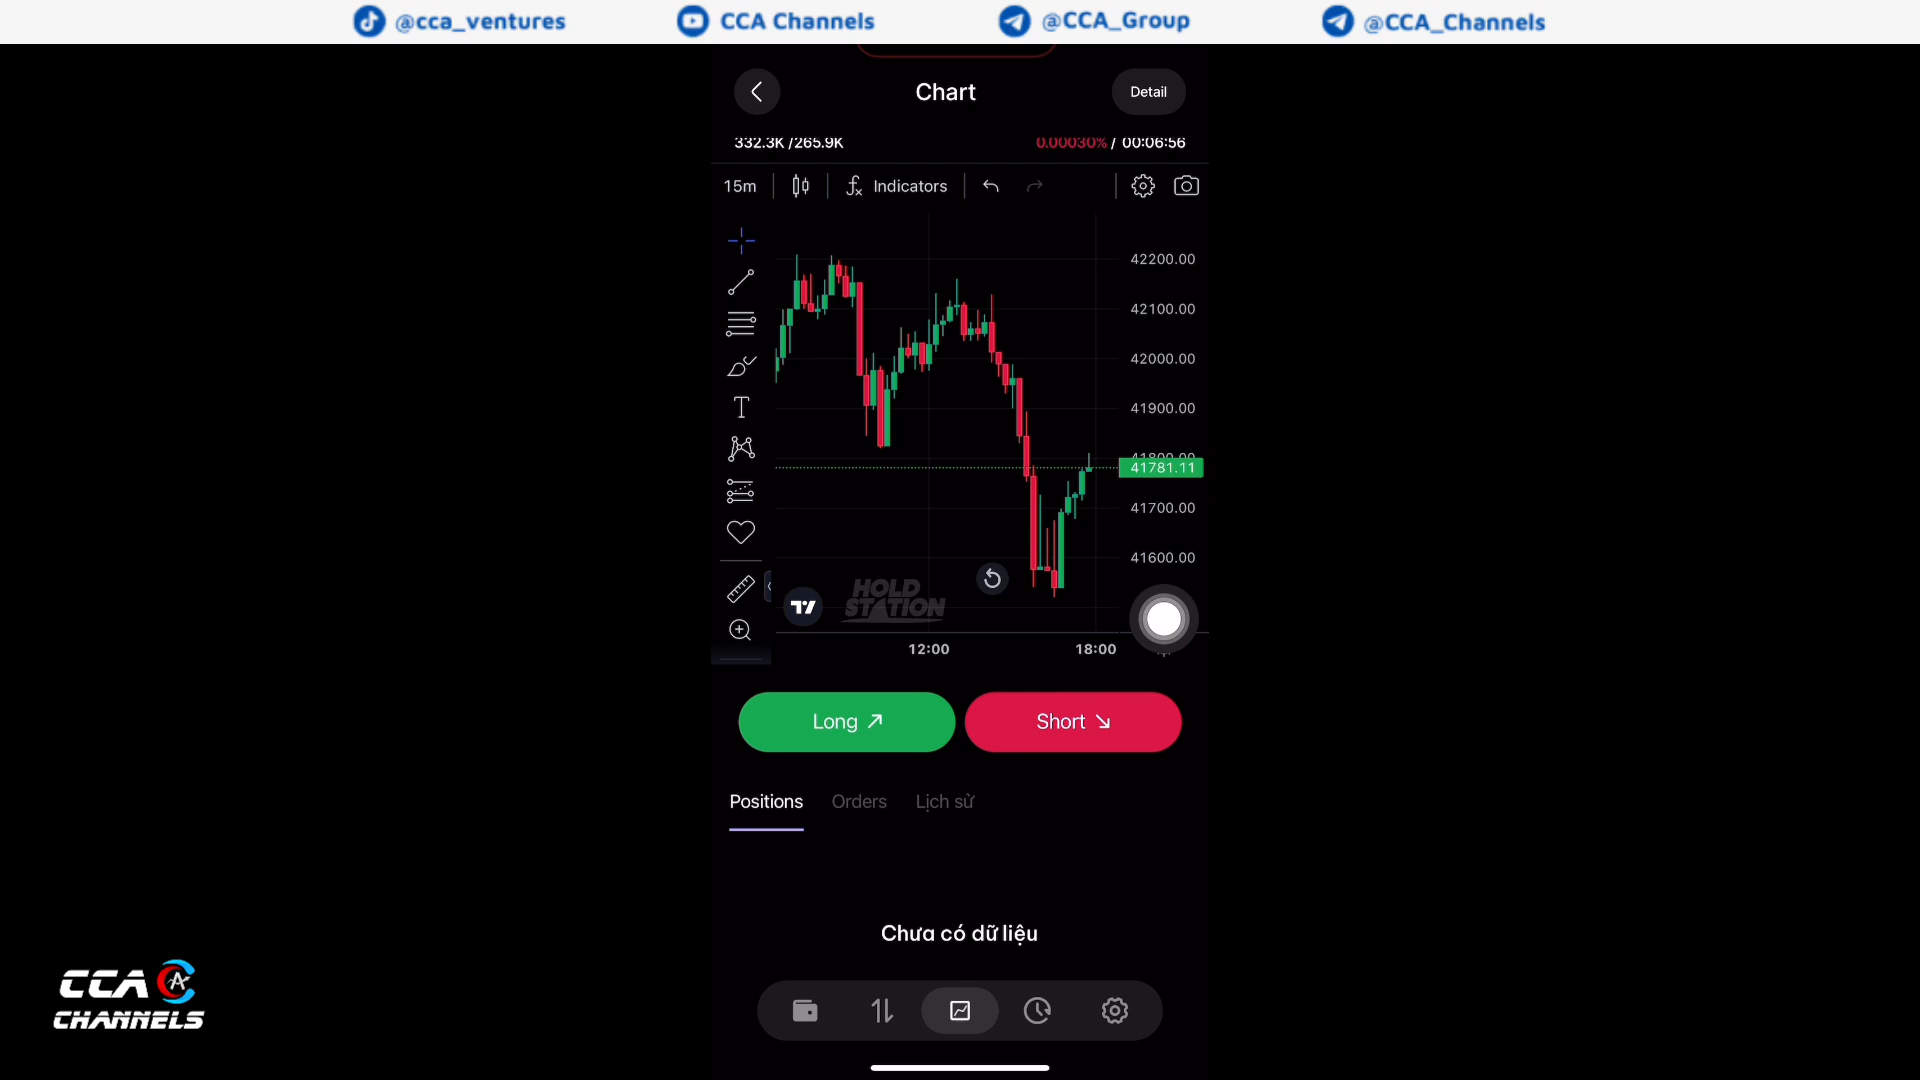 @cca_ventures CCA Channels @CCA_Group @CCA_Channels
Chart
Detail
332.3K /265.9K 0.00030% / 00:06:56
15m Indicators
42200.00
42100.00
42000.00
41900.00
41800.00
41781.11
41700.00
41600.00
HOLD
STATION
12:00 18:00
Long Short
Positions Orders Lịch sử
Chưa có dữ liệu
CCA
CHANNELS